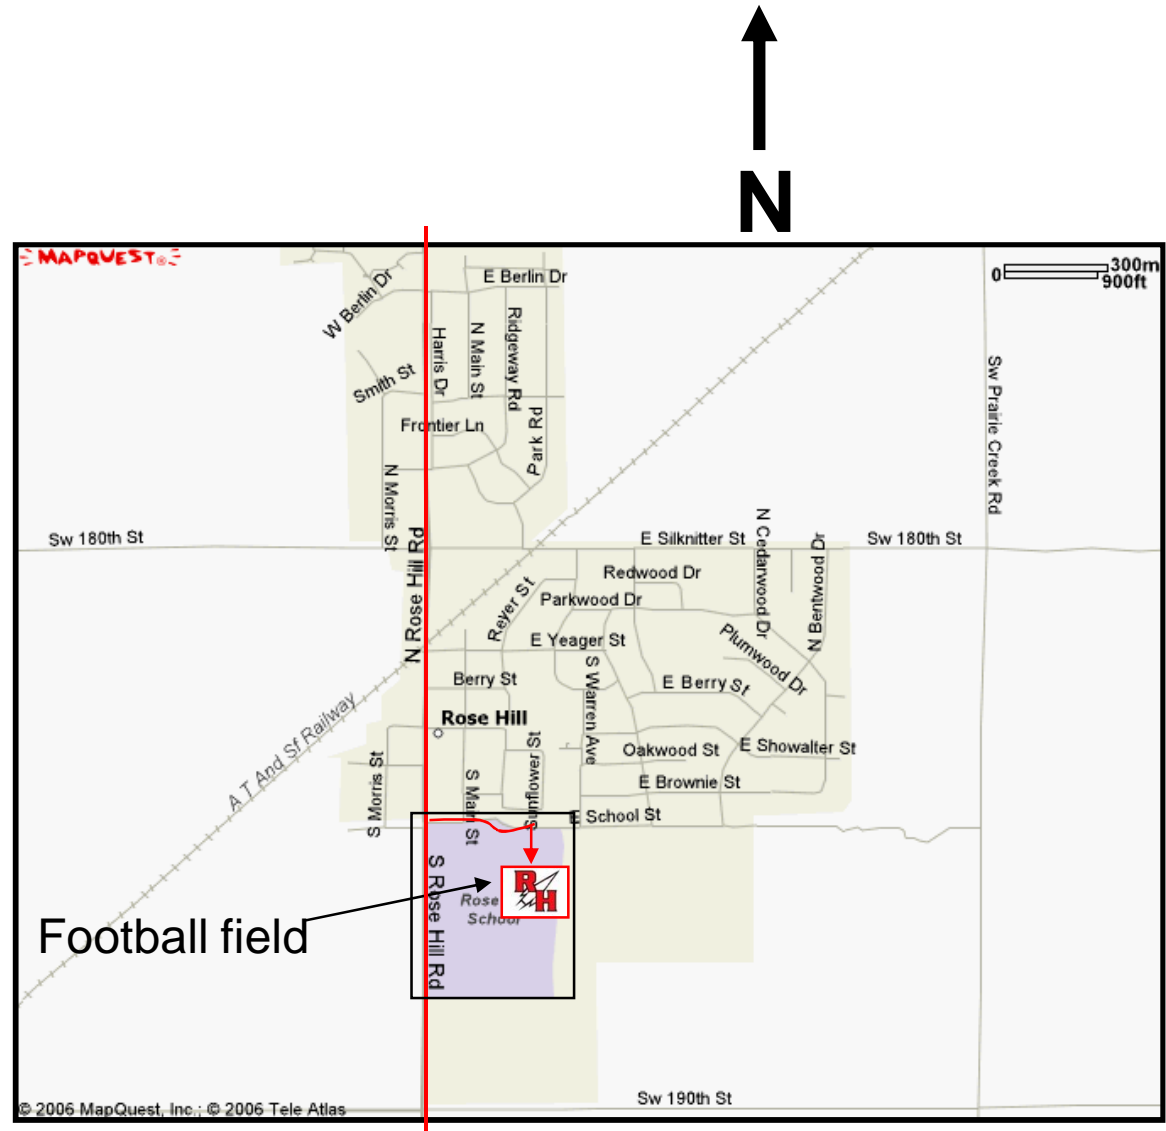 N
MAPQUEST
0
300m
900ft
W Berlin Dr
E Berlin Dr
Harris Dr
N Main St
Ridgeway Rd
Smith St
Frontier Ln
Park Rd
Sw Prairie Creek Rd
N Morris St
Sw 180th St
N Rose Hill Rd
E Silknitter St
N Cedarwood Dr
Sw 180th St
N Bentwood Dr
Redwood Dr
Reyer St
Parkwood Dr
E Yeager St
Plumwood Dr
Berry St
S Warren Ave
E Berry St
A T And Sf Railway
Rose Hill
Sunflower St
Oakwood St
E Showalter St
S Morris St
S Main St
E Brownie St
E School St
S Rose Hill Rd
RH
Rose
School
Football field
Sw 190th St
© 2006 MapQuest, Inc.; © 2006 Tele Atlas